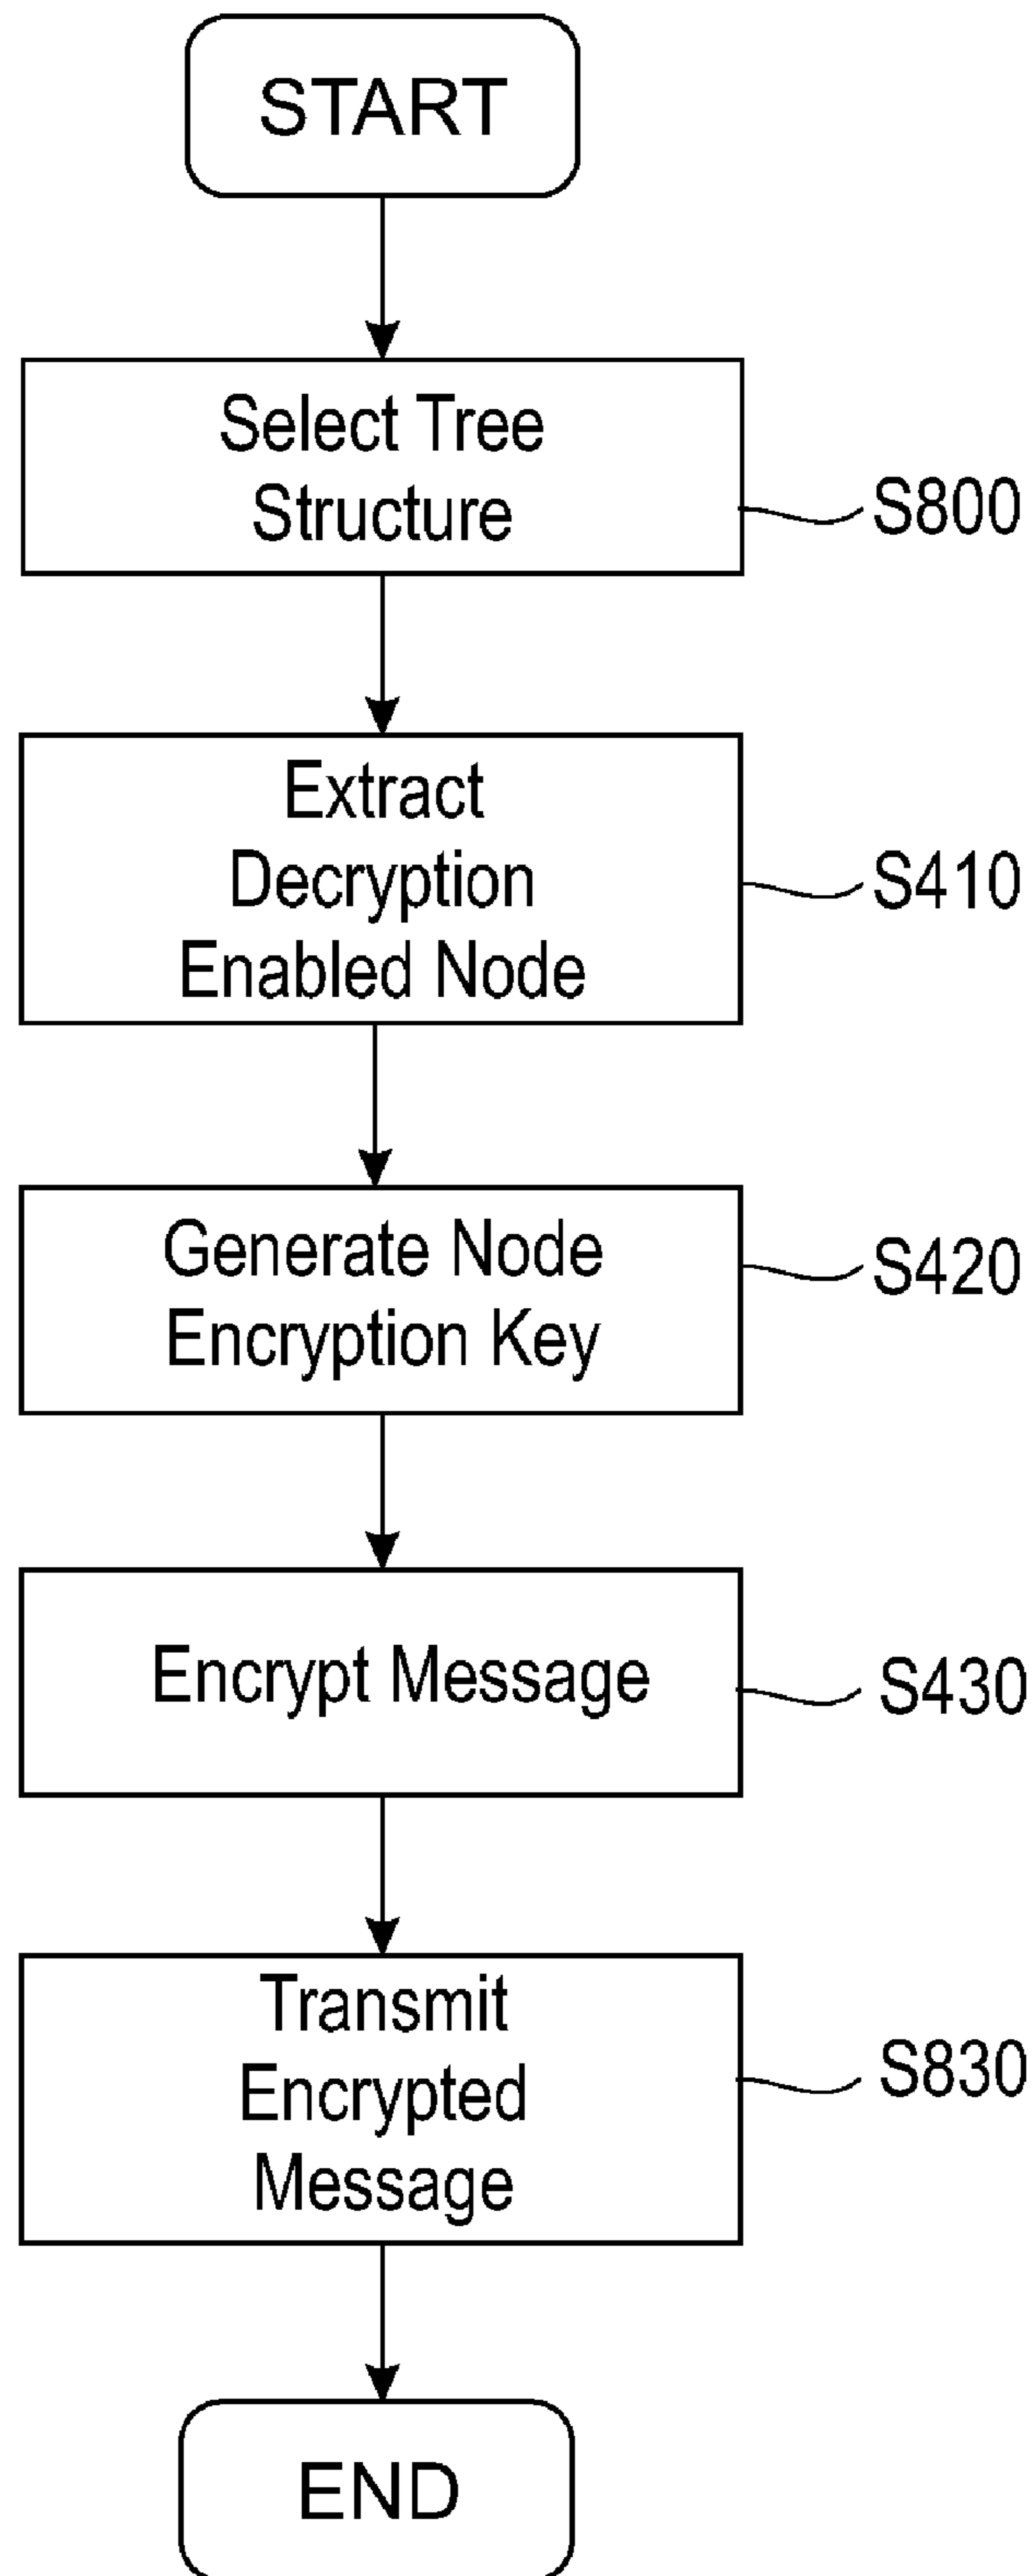 START
Select Tree
Structure
S800
Extract
Decryption
Enabled Node
S410
Generate Node
Encryption Key
S420
Encrypt Message
S430
Transmit
Encrypted
Message
S830
END